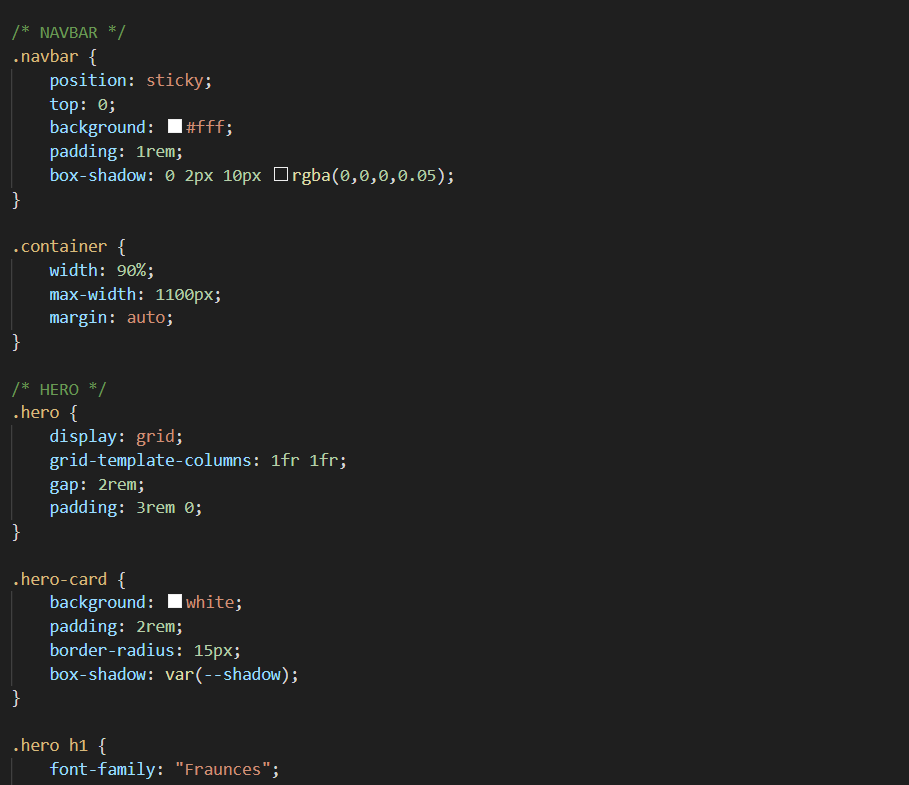 /* NAVBAR */
.navbar {
    position: sticky;
    top: 0;
    background: #fff;
    padding: 1rem;
    box-shadow: 0 2px 10px rgba(0,0,0,0.05);
}

.container {
    width: 90%;
    max-width: 1100px;
    margin: auto;
}

/* HERO */
.hero {
    display: grid;
    grid-template-columns: 1fr 1fr;
    gap: 2rem;
    padding: 3rem 0;
}

.hero-card {
    background: white;
    padding: 2rem;
    border-radius: 15px;
    box-shadow: var(--shadow);
}

.hero h1 {
    font-family: "Fraunces";